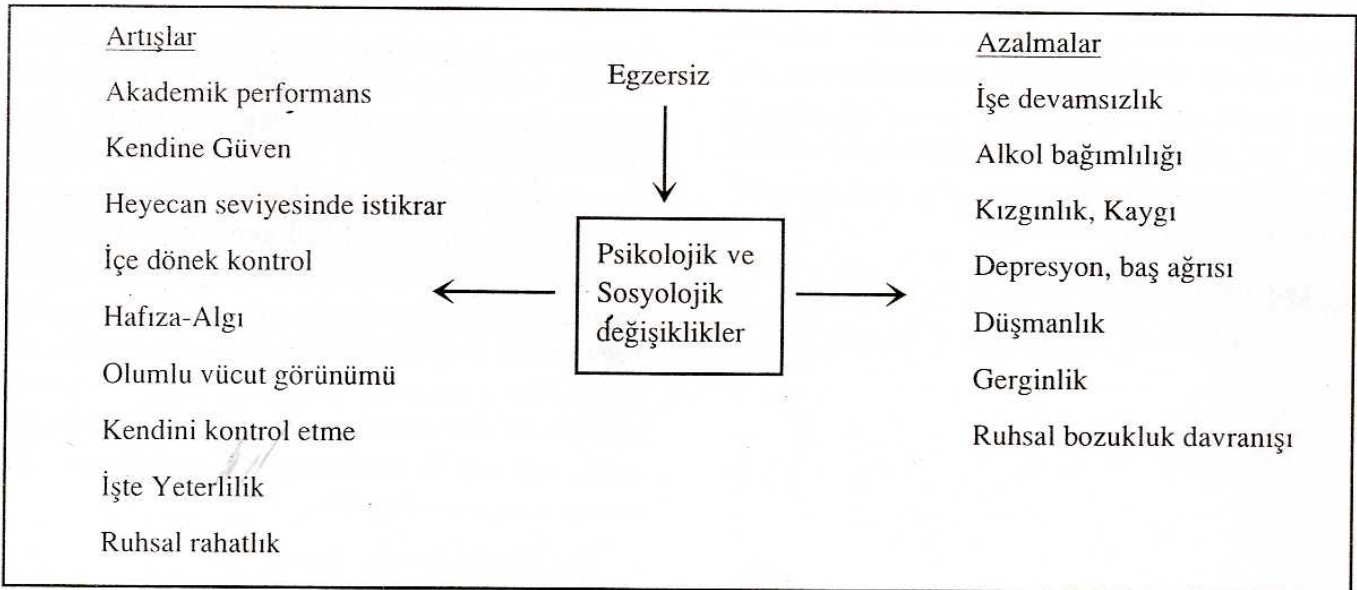 Artışlar
Akademik performans
Kendine Güven
Heyecan seviyesinde istikrar
İçe dönek kontrol
Hafıza-Algı
Olumlu vücut görünümü
Kendini kontrol etme
İşte Yeterlilik
Ruhsal rahatlık
Egzersiz
Psikolojik ve
Sosyolojik
değişiklikler
Azalmalar
İşe devamsızlık
Alkol bağımlılığı
Kızgınlık, Kaygı
Depresyon, baş ağrısı
Düşmanlık
Gerginlik
Ruhsal bozukluk davranışı